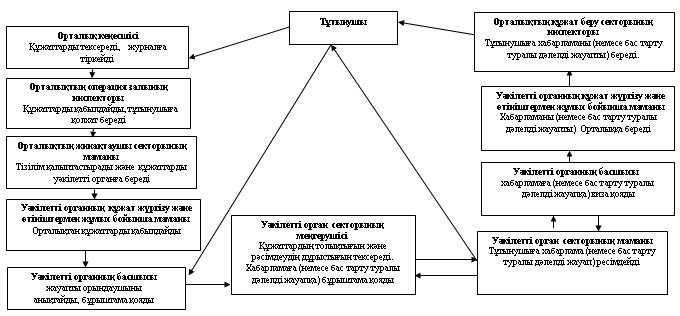 Тұтынушы
Орталық кеңесшісі
Құжаттарды тексереді, журналға
тіркейді
Орталықтың операция залының
инспекторы
Құжаттарды қабылдайды, тұтынушыға
қолхат береді
Орталықтың жинақтаушы секторының
маманы
Тізілім қалыптастырады және құжаттарды
уәкілетті органға береді
Уәкілетті органның құжат жүргізу және
өтініштермен жұмыс бойынша маманы
Орталықтан құжаттарды қабылдайды
Уәкілетті органның басшысы
жауапты орындаушыны
анықтайды, бұрыштама қояды
Уәкілетті орган секторының
меңгерушісі
Құжаттардың толықтығын және
рәсімдеудің дұрыстығын тексереді.
Хабарламаға (немесе бас тарту туралы
дәлелді жауапқа) бұрыштама қояды
Уәкілетті орган секторының маманы
Тұтынушыға хабарлама (немесе бас тарту
туралы дәлелді жауап) ресімдейді
Уәкілетті органның басшысы
хабарламаға (немесе бас тарту туралы
дәлелді жауапқа) виза қояды
Уәкілетті органның құжат жүргізу және
өтініштермен жұмыс бойынша маманы
Хабарламаны (немесе бас тарту туралы
дәлелді жауапты) Орталыққа береді
Орталықтың құжат беру секторының
инспекторы
Тұтынушыға хабарламаны (немесе бас тарту
туралы дәлелді жауапты) береді.